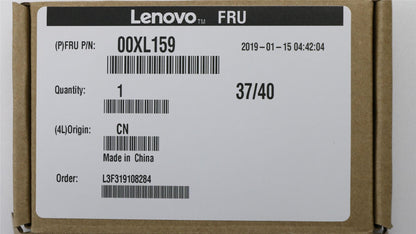 Lenovo™ FRU
(P)FRU P/N: 00XL159 2019-01-15 04:42:04
Quantity: 1 37/40
(4L)Origin: CN
Made in China
Order: L3F319108284